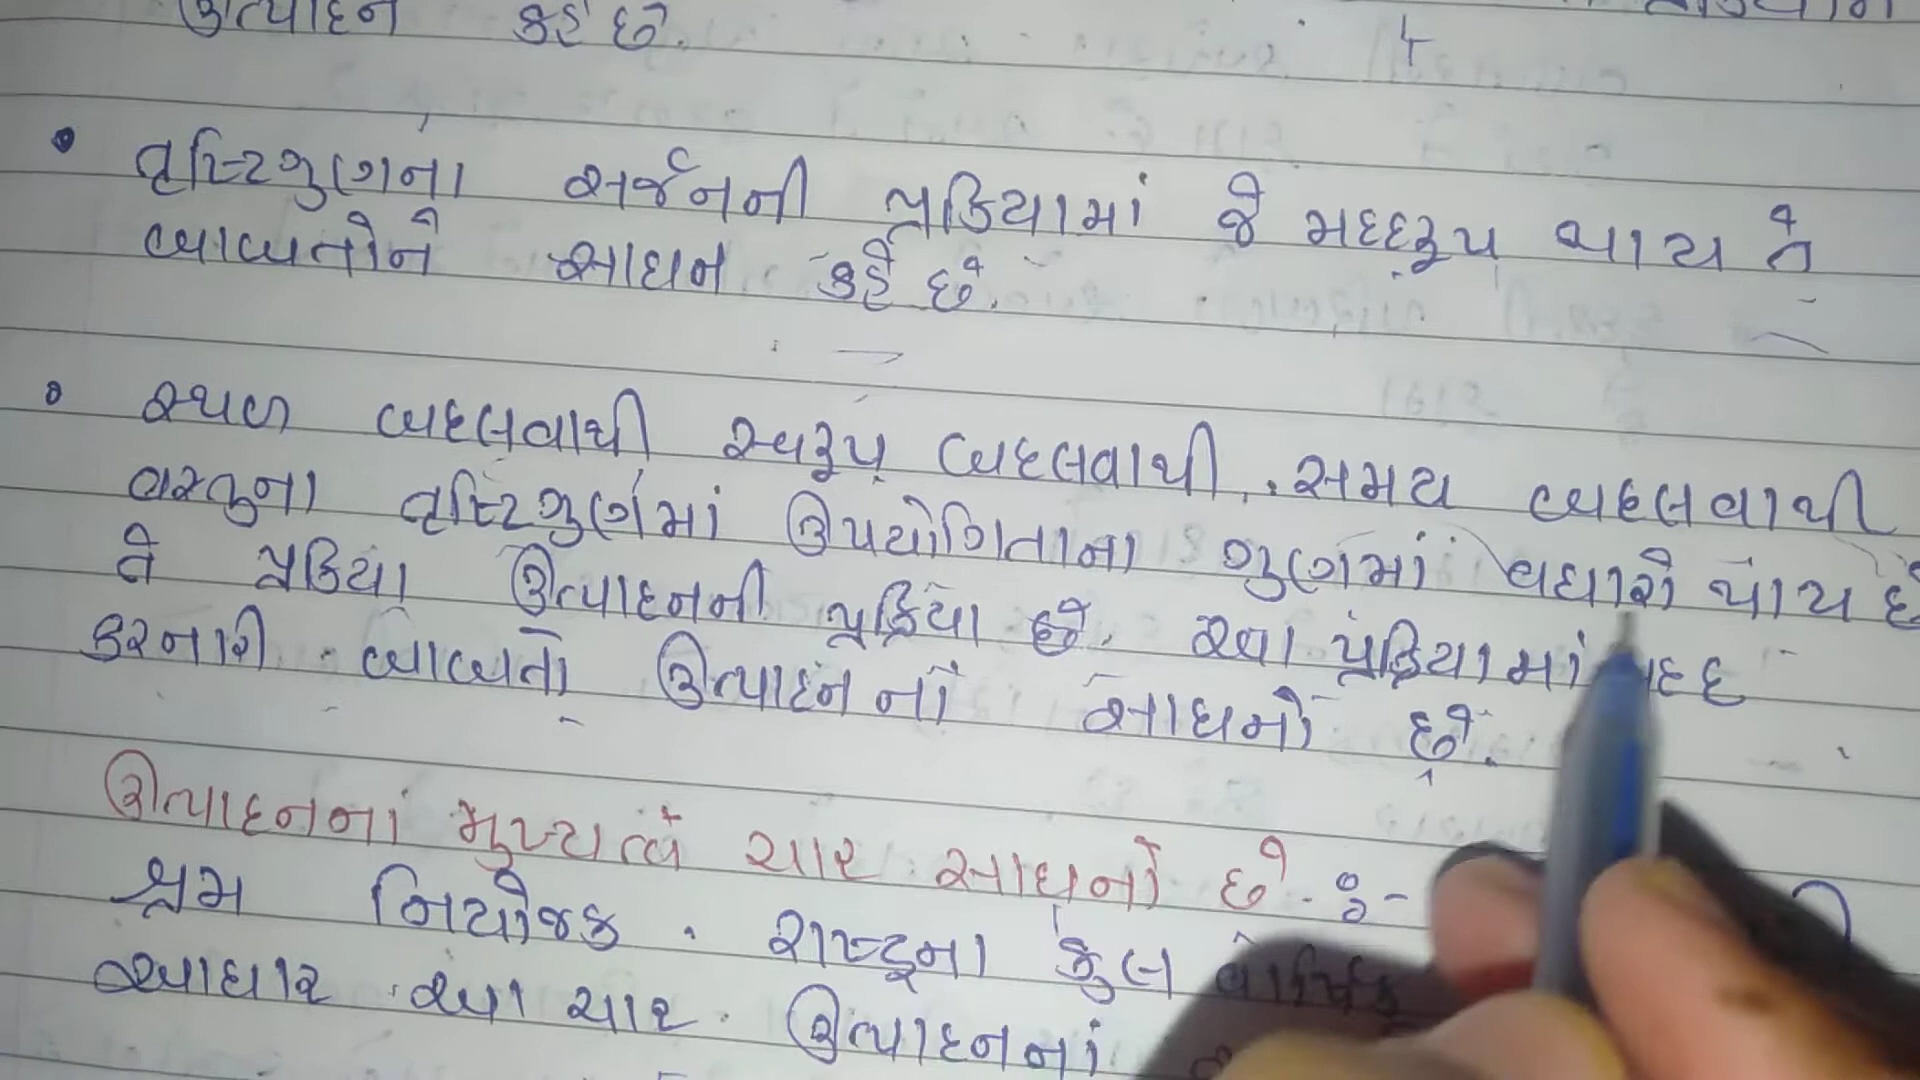 ઉત્પાદન કહે છે.
• તૃષ્ટિગુણના સર્જનની પ્રક્રિયામાં જે મદદરૂપ થાય તે
બાબતોને સાધન કહે છે.
• સ્થળ બદલવાથી સ્વરૂપ બદલવાથી, સમય બદલવાથી
વસ્તુના તૃષ્ટિગુણમાં ઉપયોગિતાના ગુણમાં વધારો થાય છે
તે પ્રક્રિયા ઉત્પાદનની પ્રક્રિયા છે. આ પ્રક્રિયામાં મદદ
કરનારી બાબતો ઉત્પાદનનાં સાધનો છે.
ઉત્પાદનનાં મુખ્યત્વે ચાર સાધનો છે. :-
શ્રમ નિયોજક . રાષ્ટ્રના કુલ વાર્ષિક
આધાર આ ચાર ઉત્પાદનનાં